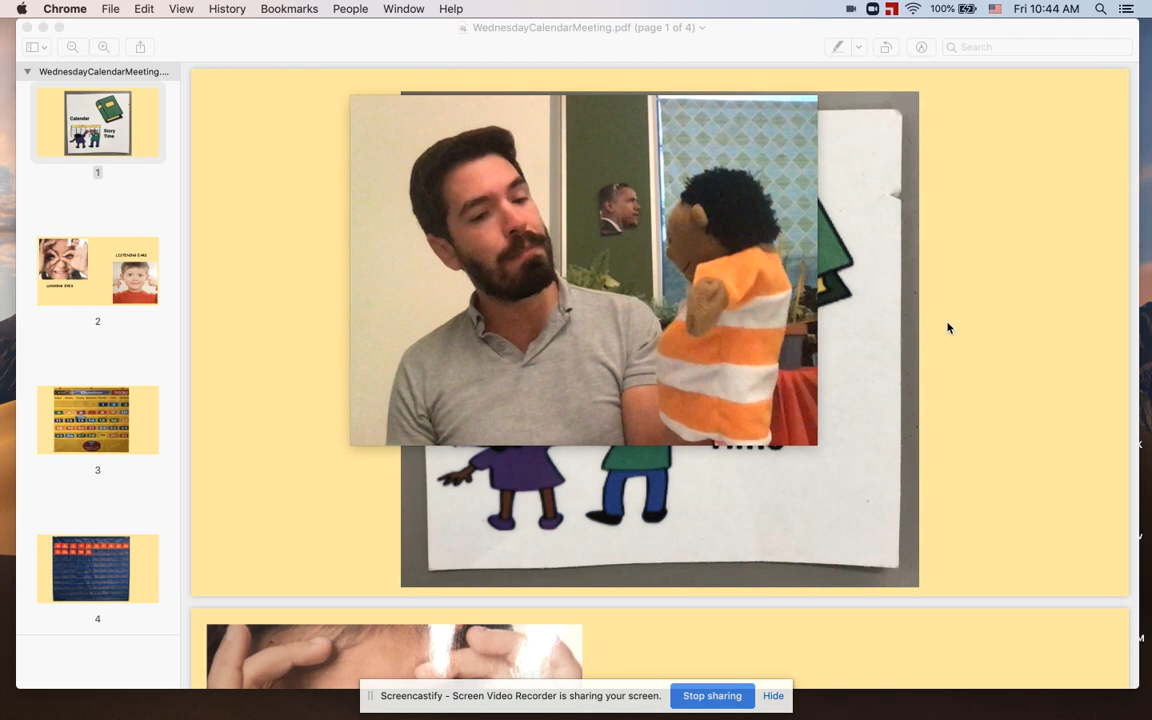 Chrome File Edit View History Bookmarks People Window Help 100% Fri 10:44 AM
WednesdayCalendarMeeting.pdf (page 1 of 4)
Search
WednesdayCalendarMeeting....
Calendar
Story
Time
1
LISTENING EARS
LOOKING EYES
2
3
4
Screencastify - Screen Video Recorder is sharing your screen. Stop sharing Hide